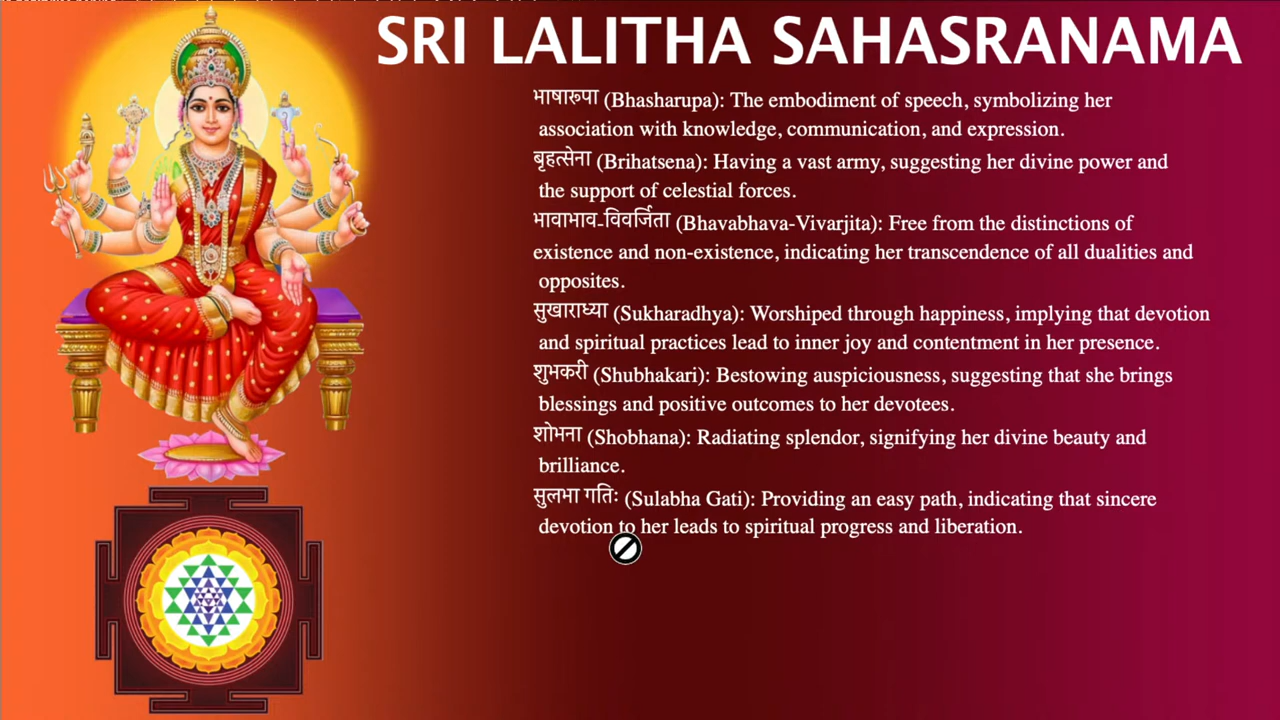 SRI LALITHA SAHASRANAMA
भाषारूपा (Bhasharupa): The embodiment of speech, symbolizing her
association with knowledge, communication, and expression.
बृहत्सेना (Brihatsena): Having a vast army, suggesting her divine power and
the support of celestial forces.
भावाभाव-विवर्जिता (Bhavabhava-Vivarjita): Free from the distinctions of
existence and non-existence, indicating her transcendence of all dualities and
opposites.
सुखाराध्या (Sukharadhya): Worshiped through happiness, implying that devotion
and spiritual practices lead to inner joy and contentment in her presence.
शुभकरी (Shubhakari): Bestowing auspiciousness, suggesting that she brings
blessings and positive outcomes to her devotees.
शोभना (Shobhana): Radiating splendor, signifying her divine beauty and
brilliance.
सुलभा गतिः (Sulabha Gati): Providing an easy path, indicating that sincere
devotion to her leads to spiritual progress and liberation.